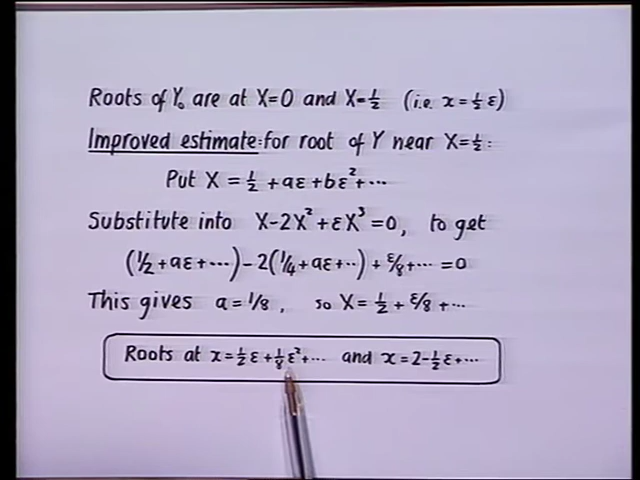 Roots of Y₀ are at X=0 and X=½ (i.e. x=½ε)
Improved estimate: for root of Y near X=½:
Put X = ½ + aε + bε² + ···
Substitute into X-2X²+εX³=0, to get
(½ + aε + ···) - 2(¼ + aε + ··) + ε/8 + ··· = 0
This gives a = 1/8, so X = ½ + ε/8 + ···
Roots at x = ½ε + ⅛ε² + ··· and x = 2 - ½ε + ···